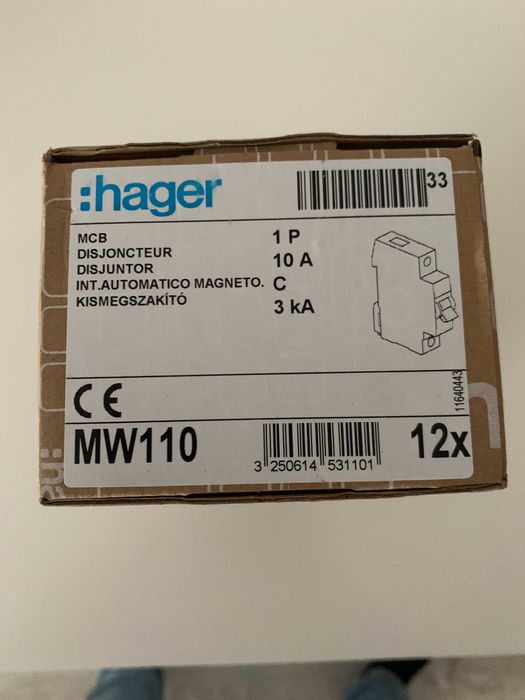 :hager
33
MCB 1 P
DISJONCTEUR 10 A
DISJUNTOR
INT.AUTOMATICO MAGNETO. C
KISMEGSZAKÍTÓ 3 kA
11640443
CE
MW110
3 250614 531101
12x